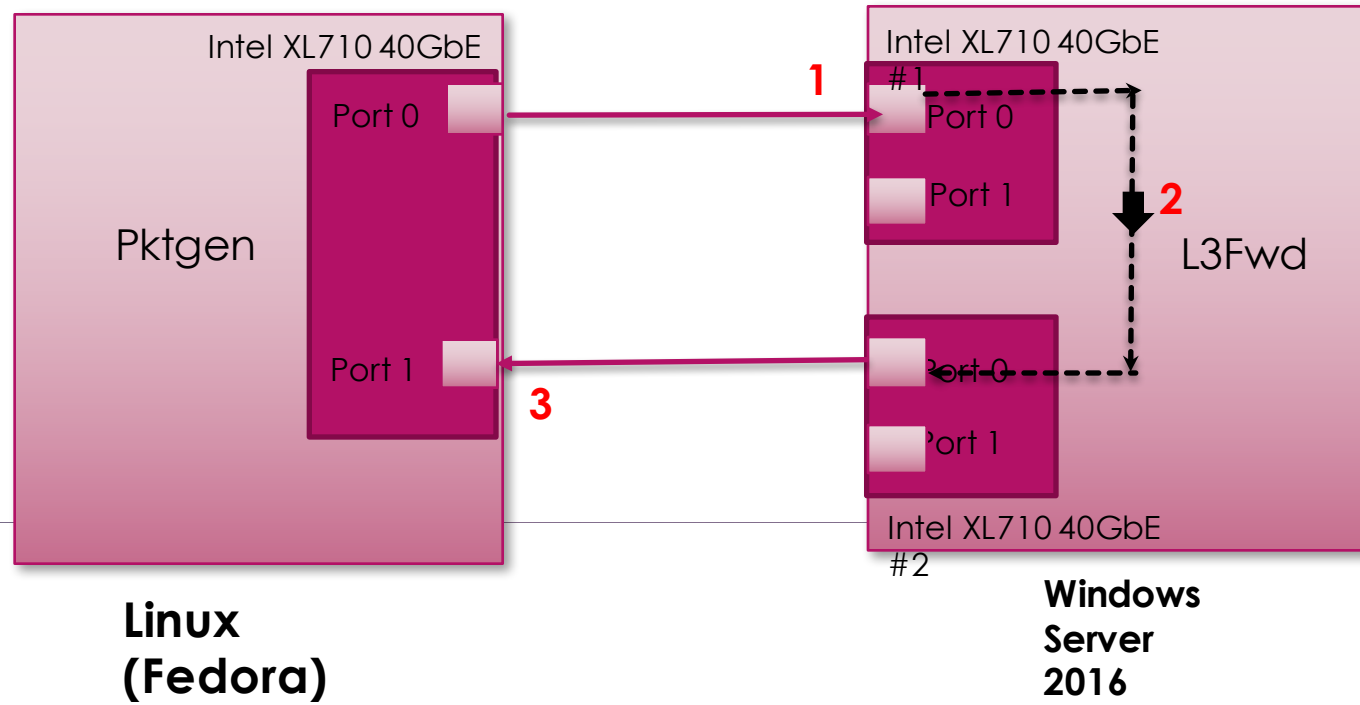 Intel XL710 40GbE
Port 0
Pktgen
Port 1
Linux
(Fedora)
1
3
Intel XL710 40GbE
#1
Port 0
Port 1
2
L3Fwd
Port 0
Port 1
Intel XL710 40GbE
#2
Windows
Server
2016